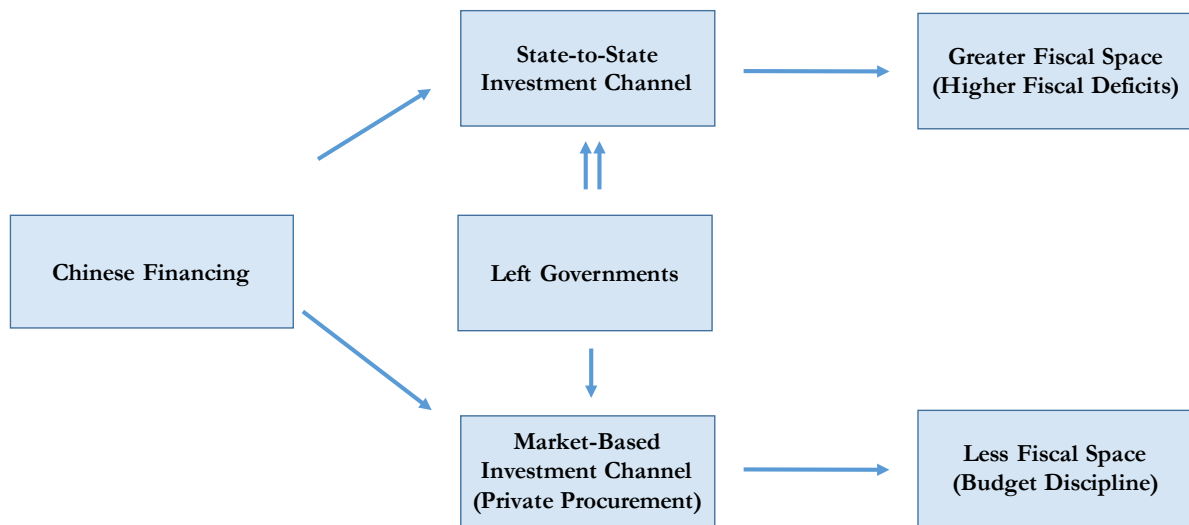 State-to-State
Investment Channel
Greater Fiscal Space
(Higher Fiscal Deficits)
Chinese Financing
Left Governments
Market-Based
Investment Channel
(Private Procurement)
Less Fiscal Space
(Budget Discipline)